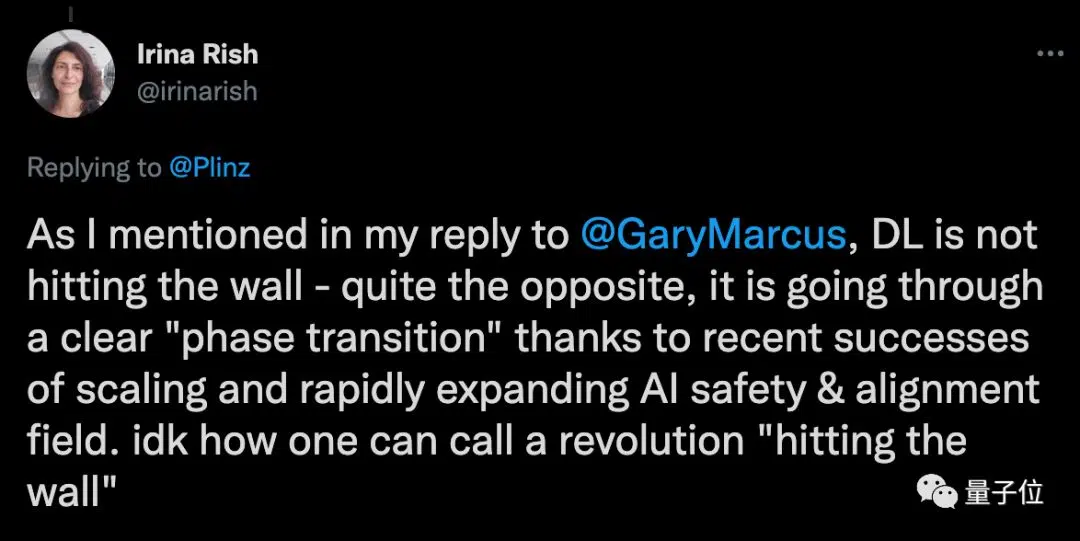 Irina Rish
@irinarish
Replying to @Plinz
As I mentioned in my reply to @GaryMarcus, DL is not
hitting the wall - quite the opposite, it is going through
a clear "phase transition" thanks to recent successes
of scaling and rapidly expanding AI safety & alignment
field. idk how one can call a revolution "hitting the
wall"
量子位